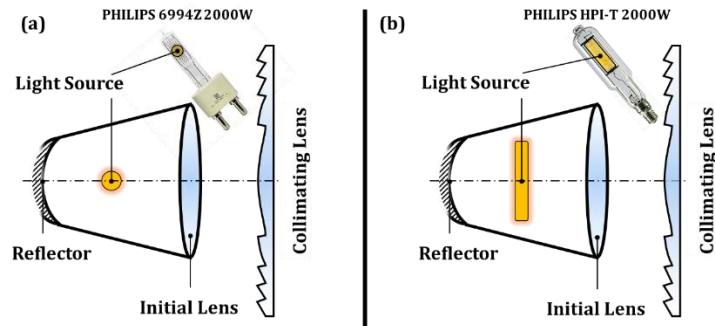 (a)
PHILIPS 6994Z 2000W
Light Source
Reflector
Initial Lens
Collimating Lens
PHILIPS HPI-T 2000W
(b)
Light Source
Reflector
Initial Lens
Collimating Lens